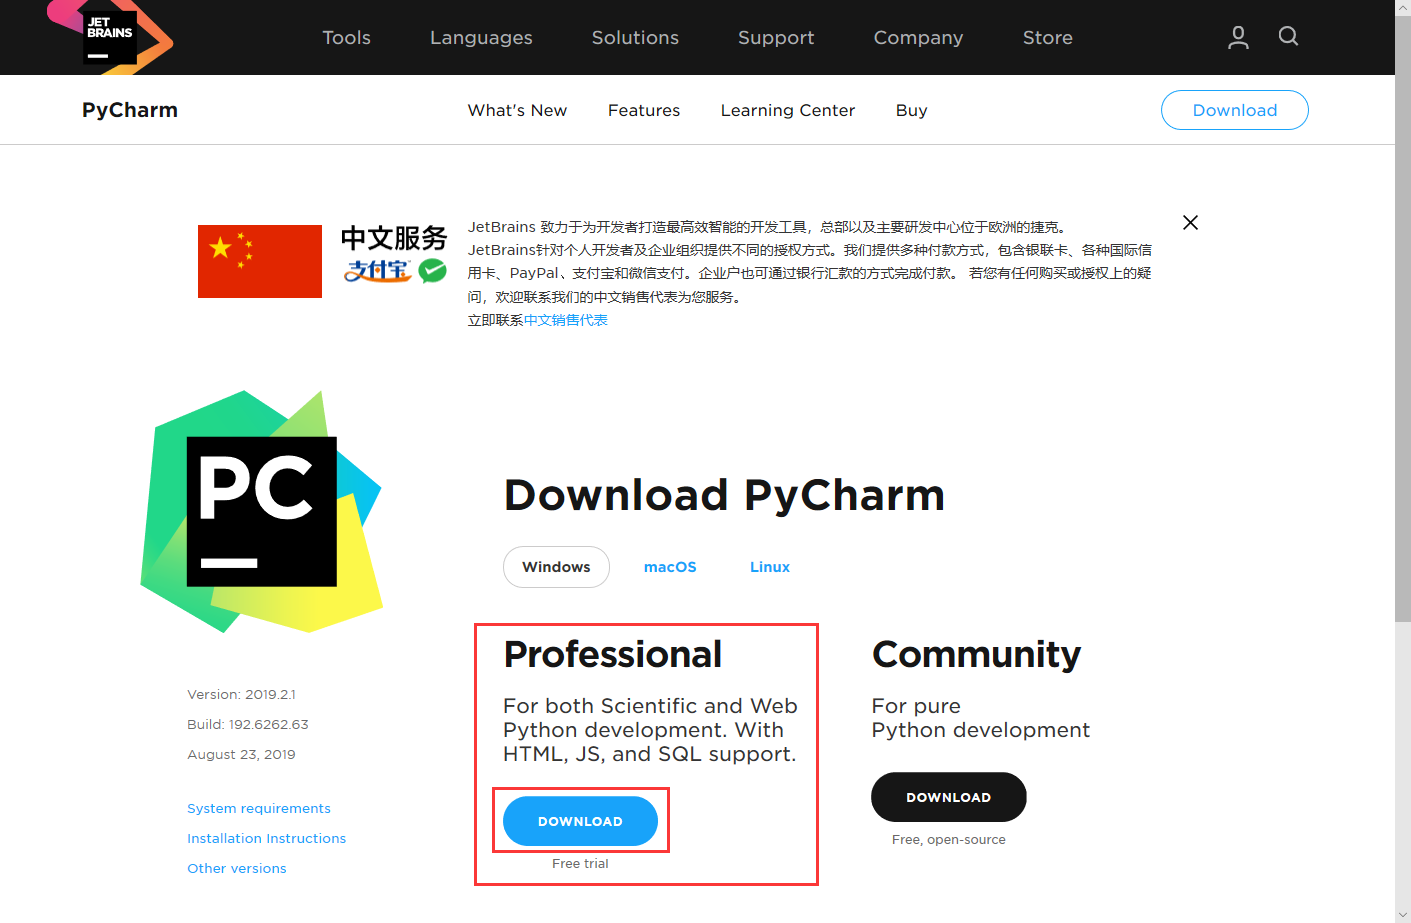 JET
BRAINS
Tools Languages Solutions Support Company Store
PyCharm What's New Features Learning Center Buy Download
中文服务
支付宝
JetBrains 致力于为开发者打造最高效智能的开发工具，总部以及主要研发中心位于欧洲的捷克。
JetBrains针对个人开发者及企业组织提供不同的授权方式。我们提供多种付款方式，包含银联卡、各种国际信
用卡、PayPal、支付宝和微信支付。企业户也可通过银行汇款的方式完成付款。 若您有任何购买或授权上的疑
问，欢迎联系我们的中文销售代表为您服务。
立即联系中文销售代表
PC
Download PyCharm
Windows macOS Linux
Professional
For both Scientific and Web
Python development. With
HTML, JS, and SQL support.
DOWNLOAD
Free trial
Community
For pure
Python development
DOWNLOAD
Free, open-source
Version: 2019.2.1
Build: 192.6262.63
August 23, 2019
System requirements
Installation Instructions
Other versions